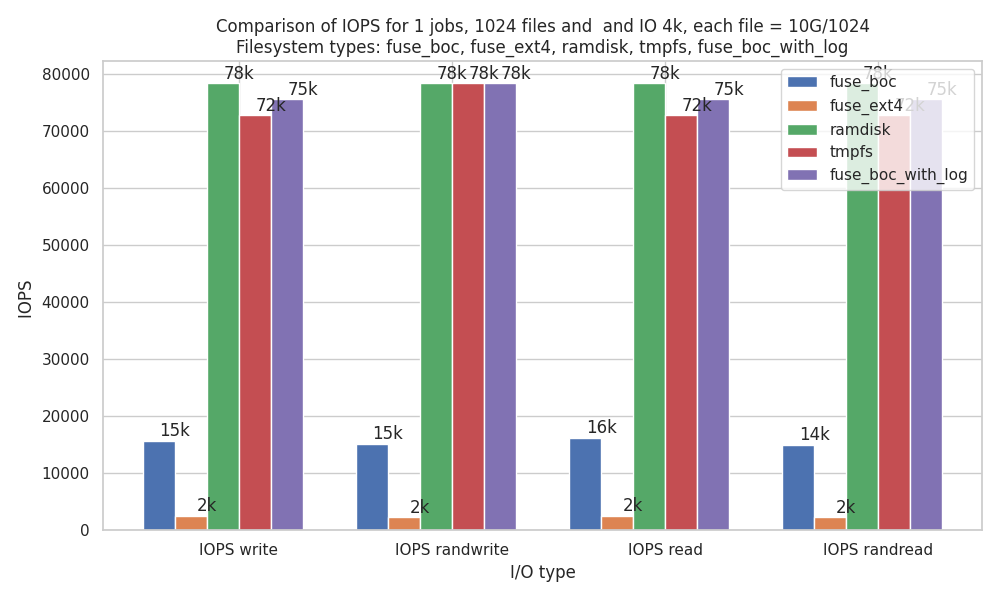 Comparison of IOPS for 1 jobs, 1024 files and  and IO 4k, each file = 10G/1024
Filesystem types: fuse_boc, fuse_ext4, ramdisk, tmpfs, fuse_boc_with_log
IOPS
80000
70000
60000
50000
40000
30000
20000
10000
0
15k
2k
78k
72k
75k
15k
2k
78k
78k
78k
16k
2k
78k
72k
75k
14k
2k
78k
72k
75k
fuse_boc
fuse_ext4
ramdisk
tmpfs
fuse_boc_with_log
IOPS write
IOPS randwrite
IOPS read
IOPS randread
I/O type